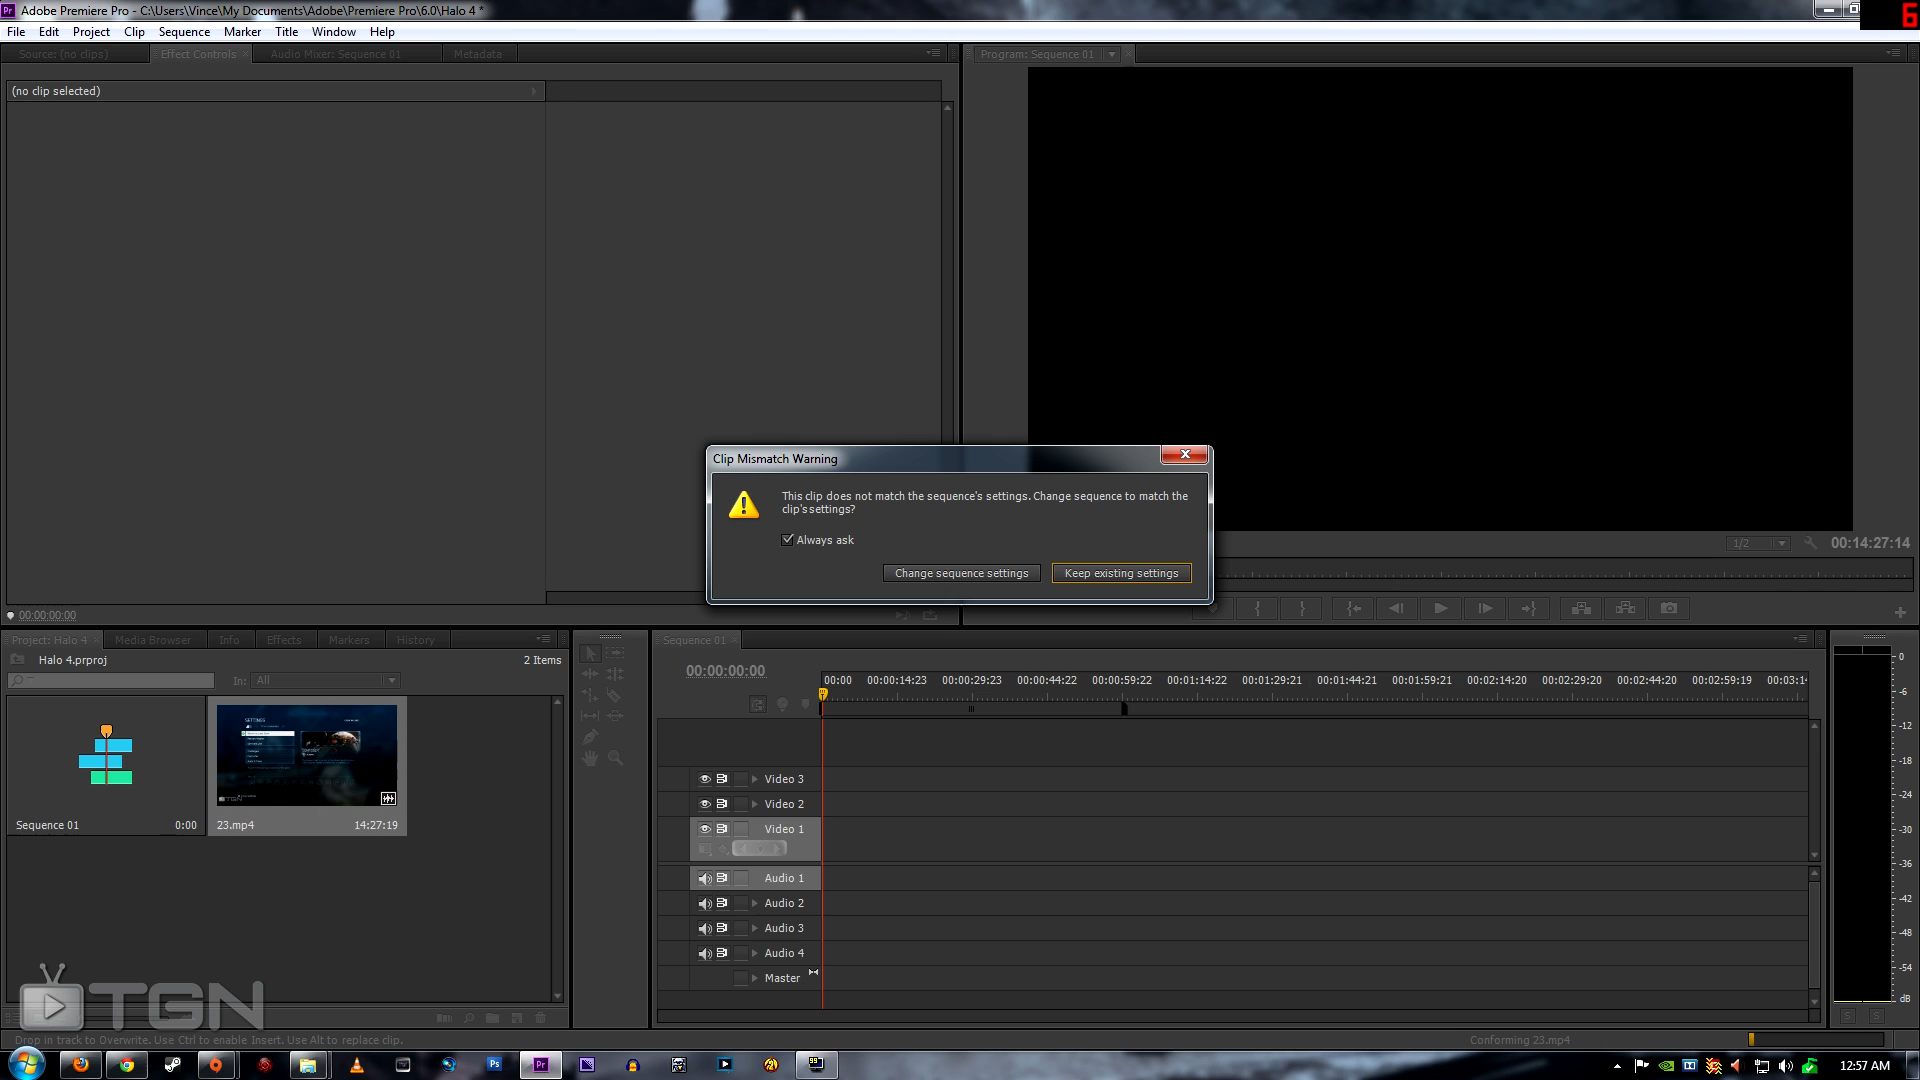 Adobe Premiere Pro - C:\Users\Vince\My Documents\Adobe\Premiere Pro\6.0\Halo 4 *
6
File Edit Project Clip Sequence Marker Title Window Help
Source: (no clips) Effect Controls Audio Mixer: Sequence 01 Metadata
Program: Sequence 01
(no clip selected)
Clip Mismatch Warning
This clip does not match the sequence's settings. Change sequence to match the
clip's settings?
Always ask
Change sequence settings Keep existing settings
1/2 00:14:27:14
00:00:00:00
Project: Halo 4 Media Browser Info Effects Markers History
Halo 4.prproj 2 Items
In: All
Sequence 01 0:00
SETTINGS
TGN
23.mp4 14:27:19
Sequence 01
00:00:00:00
00:00 00:00:14:23 00:00:29:23 00:00:44:22 00:00:59:22 00:01:14:22 00:01:29:21 00:01:44:21 00:01:59:21 00:02:14:20 00:02:29:20 00:02:44:20 00:02:59:19 00:03:14
Video 3
Video 2
Video 1
Audio 1
Audio 2
Audio 3
Audio 4
Master
0
-6
-12
-18
-24
-30
-36
-42
-48
-54
dB
S S
TGN
Drop in track to Overwrite. Use Ctrl to enable Insert. Use Alt to replace clip.
Conforming 23.mp4
Ps Pr 99
12:57 AM